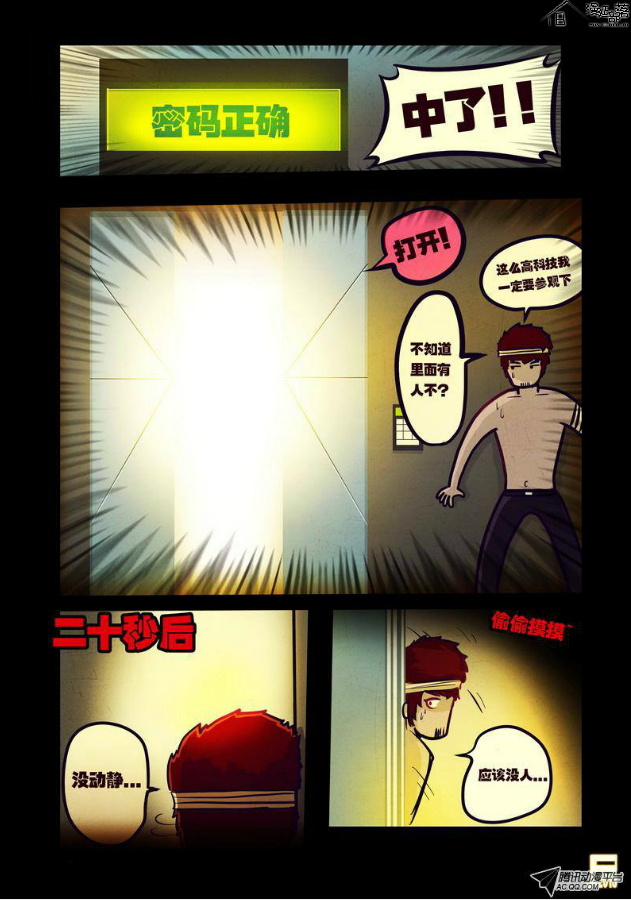 密码正确
中了!!
打开!
这么高科技我
一定要参观下
不知道
里面有
人不?
二十秒后
没动静...
偷偷摸摸~
应该没人...
腾讯动漫平台
AC.QQ.COM